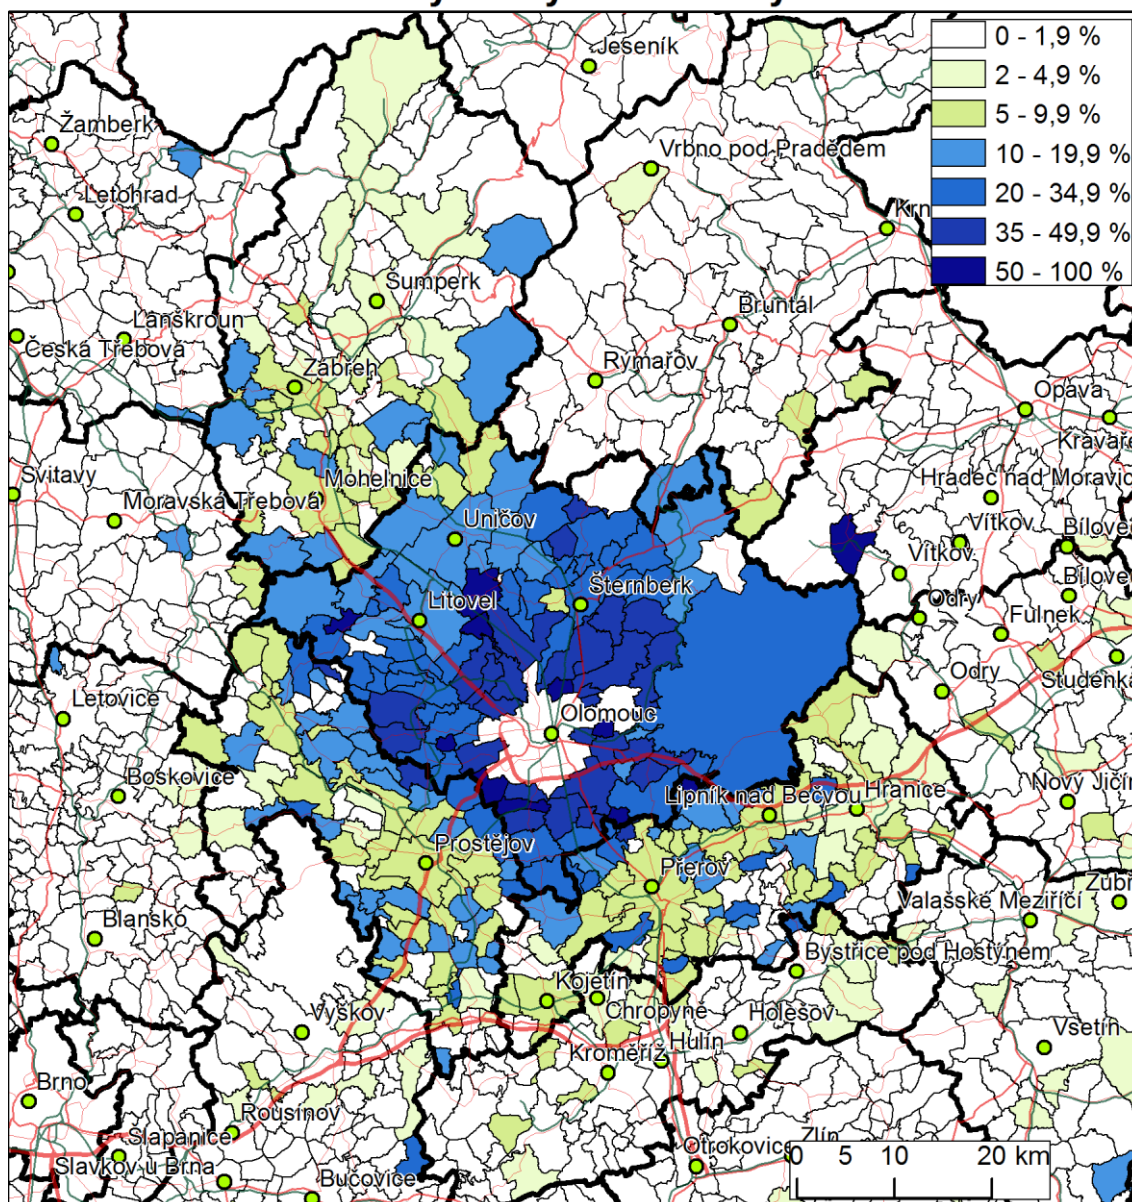 0 - 1,9 %
2 - 4,9 %
5 - 9,9 %
10 - 19,9 %
20 - 34,9 %
35 - 49,9 %
50 - 100 %
Jeseník
Žamberk
Vrbno pod Pradědem
Letohrad
Krn
Šumperk
Bruntál
Lanškroun
Česká Třebová
Zábřeh
Rýmařov
Opava
Kravaře
Svitavy
Mohelnice
Hradec nad Moravic
Moravská Třebová
Uničov
Vítkov
Bílovec
Vítkov
Bílovec
Litovel
Šternberk
Odry
Fulnek
Studénka
Odry
Letovice
Olomouc
Boskovice
Lipník nad Bečvou
Hranice
Nový Jičín
Prostějov
Přerov
Valašské Meziříčí
Zubř
Blansko
Bystřice pod Hostýnem
Kojetín
Chropyně
Holešov
Vyškov
Hulín
Kroměříž
Vsetín
Brno
Rousínov
Šlapanice
Slavkov u Brna
Bučovice
Otrokovice
Zlín
0 5 10 20 km